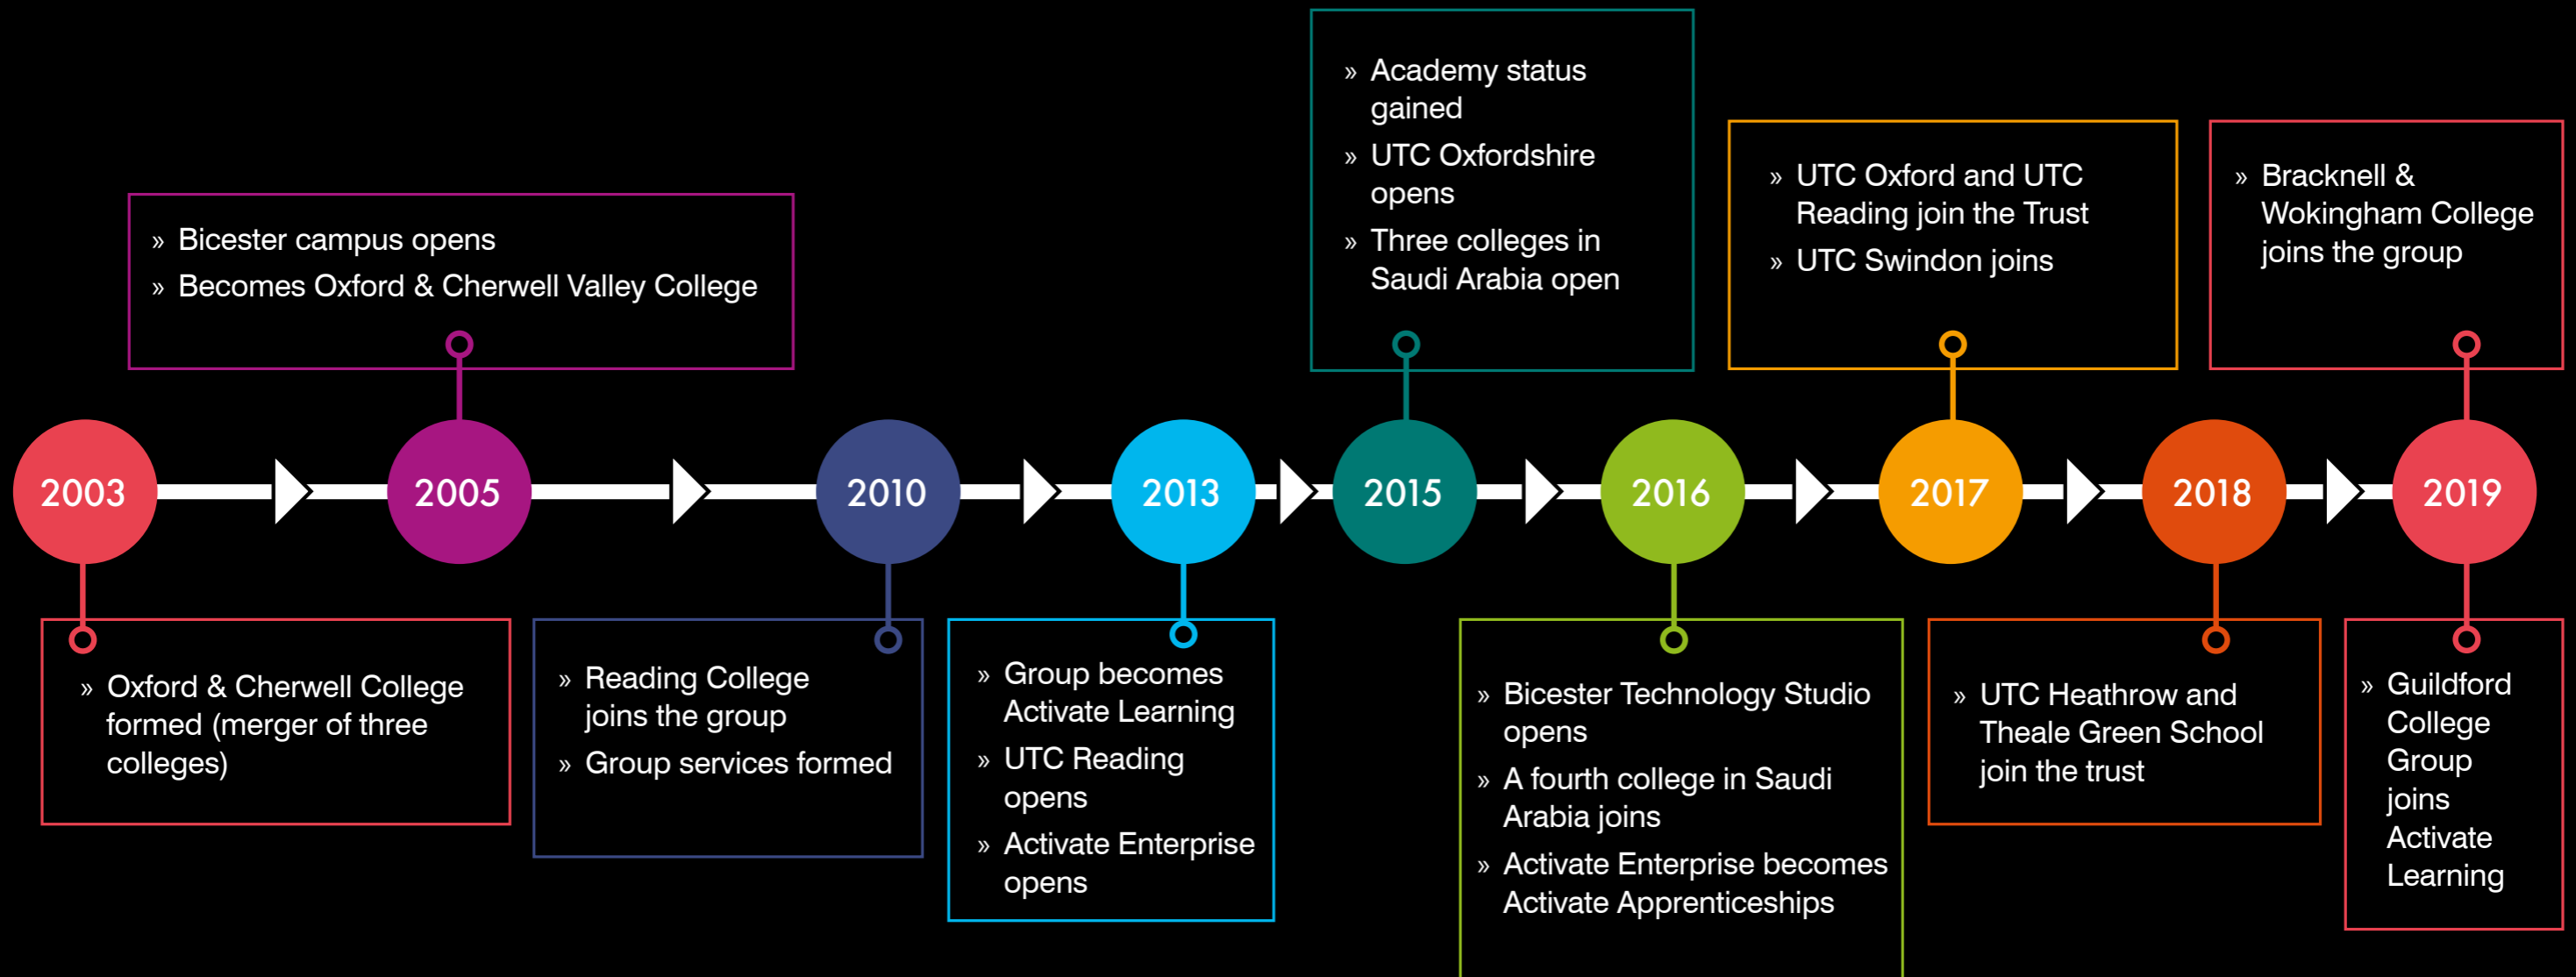 2003
» Oxford & Cherwell College
formed (merger of three
colleges)
» Bicester campus opens
» Becomes Oxford & Cherwell Valley College
2005
2010
» Reading College
joins the group
» Group services formed
2013
» Group becomes
Activate Learning
» UTC Reading
opens
» Activate Enterprise
opens
» Academy status
gained
» UTC Oxfordshire
opens
» Three colleges in
Saudi Arabia open
2015
2016
» Bicester Technology Studio
opens
» A fourth college in Saudi
Arabia joins
» Activate Enterprise becomes
Activate Apprenticeships
» UTC Oxford and UTC
Reading join the Trust
» UTC Swindon joins
2017
2018
» UTC Heathrow and
Theale Green School
join the trust
» Bracknell &
Wokingham College
joins the group
2019
» Guildford
College
Group
joins
Activate
Learning